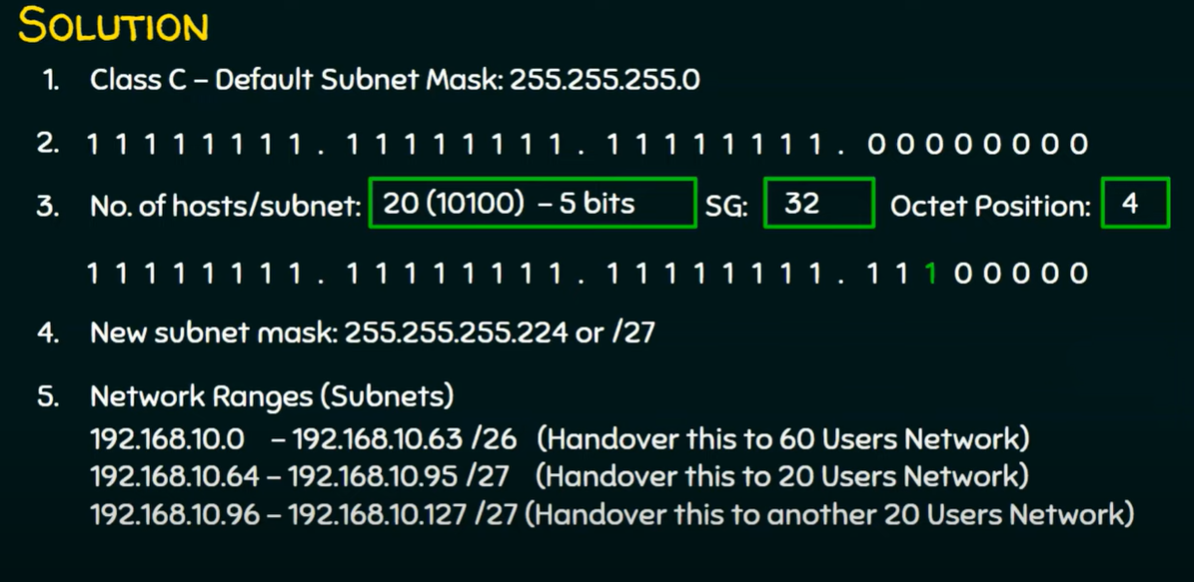 SOLUTION
1. Class C – Default Subnet Mask: 255.255.255.0
2. 1 1 1 1 1 1 1 1 . 1 1 1 1 1 1 1 1 . 1 1 1 1 1 1 1 1 . 0 0 0 0 0 0 0 0
3. No. of hosts/subnet: 20 (10100) – 5 bits SG: 32 Octet Position: 4
1 1 1 1 1 1 1 1 . 1 1 1 1 1 1 1 1 . 1 1 1 1 1 1 1 1 . 1 1 1 0 0 0 0 0
4. New subnet mask: 255.255.255.224 or /27
5. Network Ranges (Subnets)
192.168.10.0 – 192.168.10.63 /26 (Handover this to 60 Users Network)
192.168.10.64 – 192.168.10.95 /27 (Handover this to 20 Users Network)
192.168.10.96 – 192.168.10.127 /27 (Handover this to another 20 Users Network)